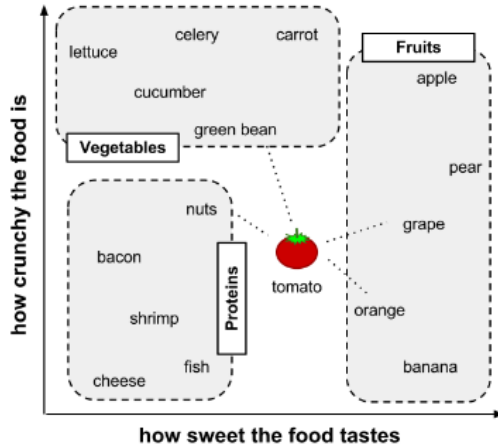 how crunchy the food is
lettuce
celery
carrot
cucumber
green bean
Vegetables
Fruits
apple
pear
grape
orange
banana
nuts
bacon
shrimp
fish
cheese
Proteins
tomato
how sweet the food tastes